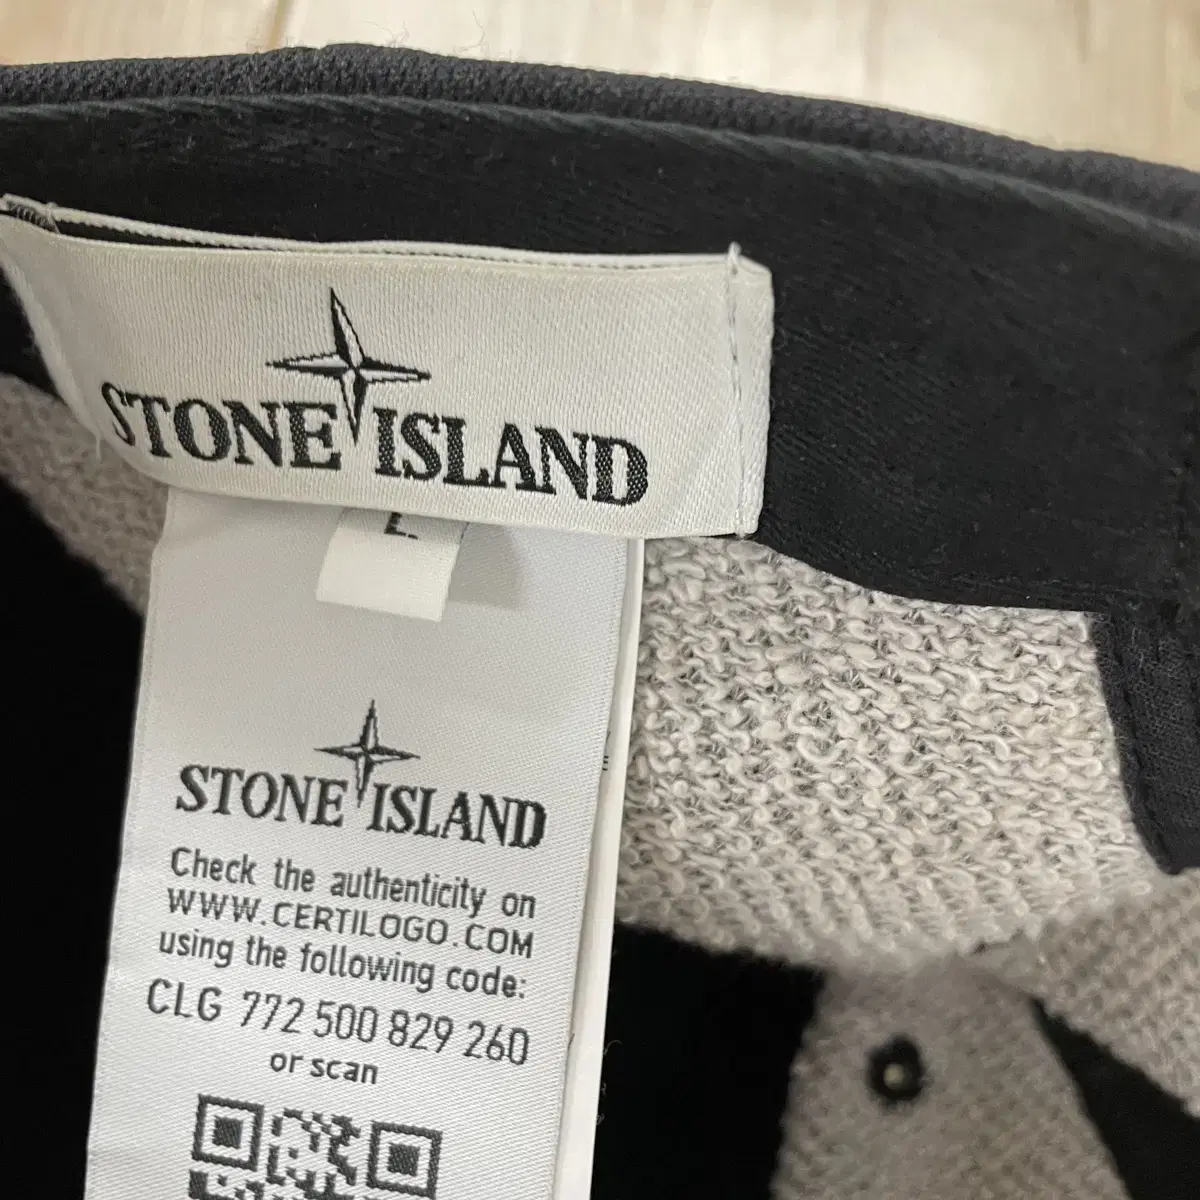 STONE ISLAND
L
STONE ISLAND
Check the authenticity on
WWW.CERTILOGO.COM
using the following code:
CLG 772 500 829 260
or scan